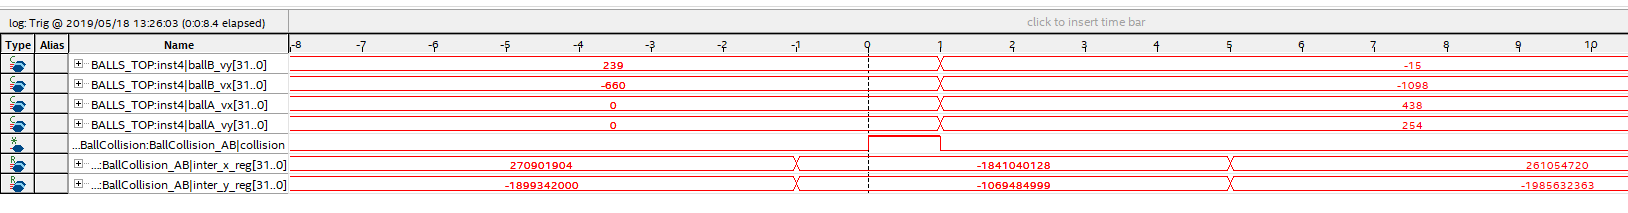 log: Trig @ 2019/05/18 13:26:03 (0:0:8.4 elapsed) click to insert time bar
Type Alias Name -8 -7 -6 -5 -4 -3 -2 -1 0 1 2 3 4 5 6 7 8 9 10
BALLS_TOP:inst4|ballB_vy[31..0] 239 -15
BALLS_TOP:inst4|ballB_vx[31..0] -660 -1098
BALLS_TOP:inst4|ballA_vx[31..0] 0 438
BALLS_TOP:inst4|ballA_vy[31..0] 0 254
...BallCollision:BallCollision_AB|collision
...:BallCollision_AB|inter_x_reg[31..0] 270901904 -1841040128 261054720
...:BallCollision_AB|inter_y_reg[31..0] -1899342000 -1069484999 -1985632363